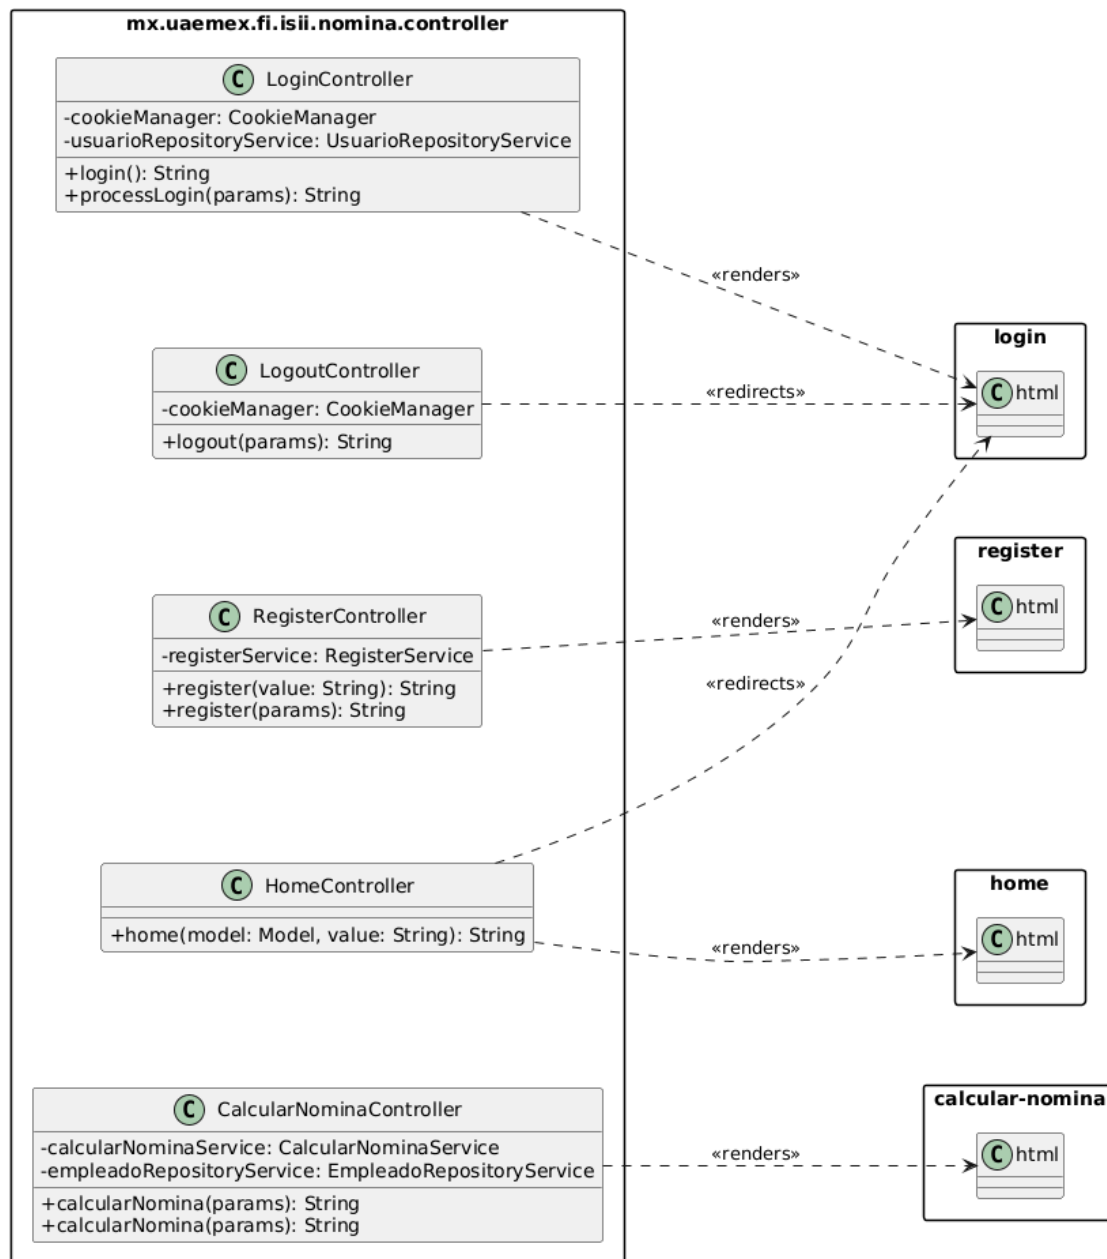 mx.uaemex.fi.isii.nomina.controller
C LoginController
-cookieManager: CookieManager
-usuarioRepositoryService: UsuarioRepositoryService
+login(): String
+processLogin(params): String
«renders»
login
C html
C LogoutController
-cookieManager: CookieManager
+logout(params): String
«redirects»
register
C html
C RegisterController
-registerService: RegisterService
+register(value: String): String
+register(params): String
«renders»
«redirects»
C HomeController
+home(model: Model, value: String): String
«renders»
home
C html
C CalcularNominaController
-calcularNominaService: CalcularNominaService
-empleadoRepositoryService: EmpleadoRepositoryService
+calcularNomina(params): String
+calcularNomina(params): String
«renders»
calcular-nomina
C html